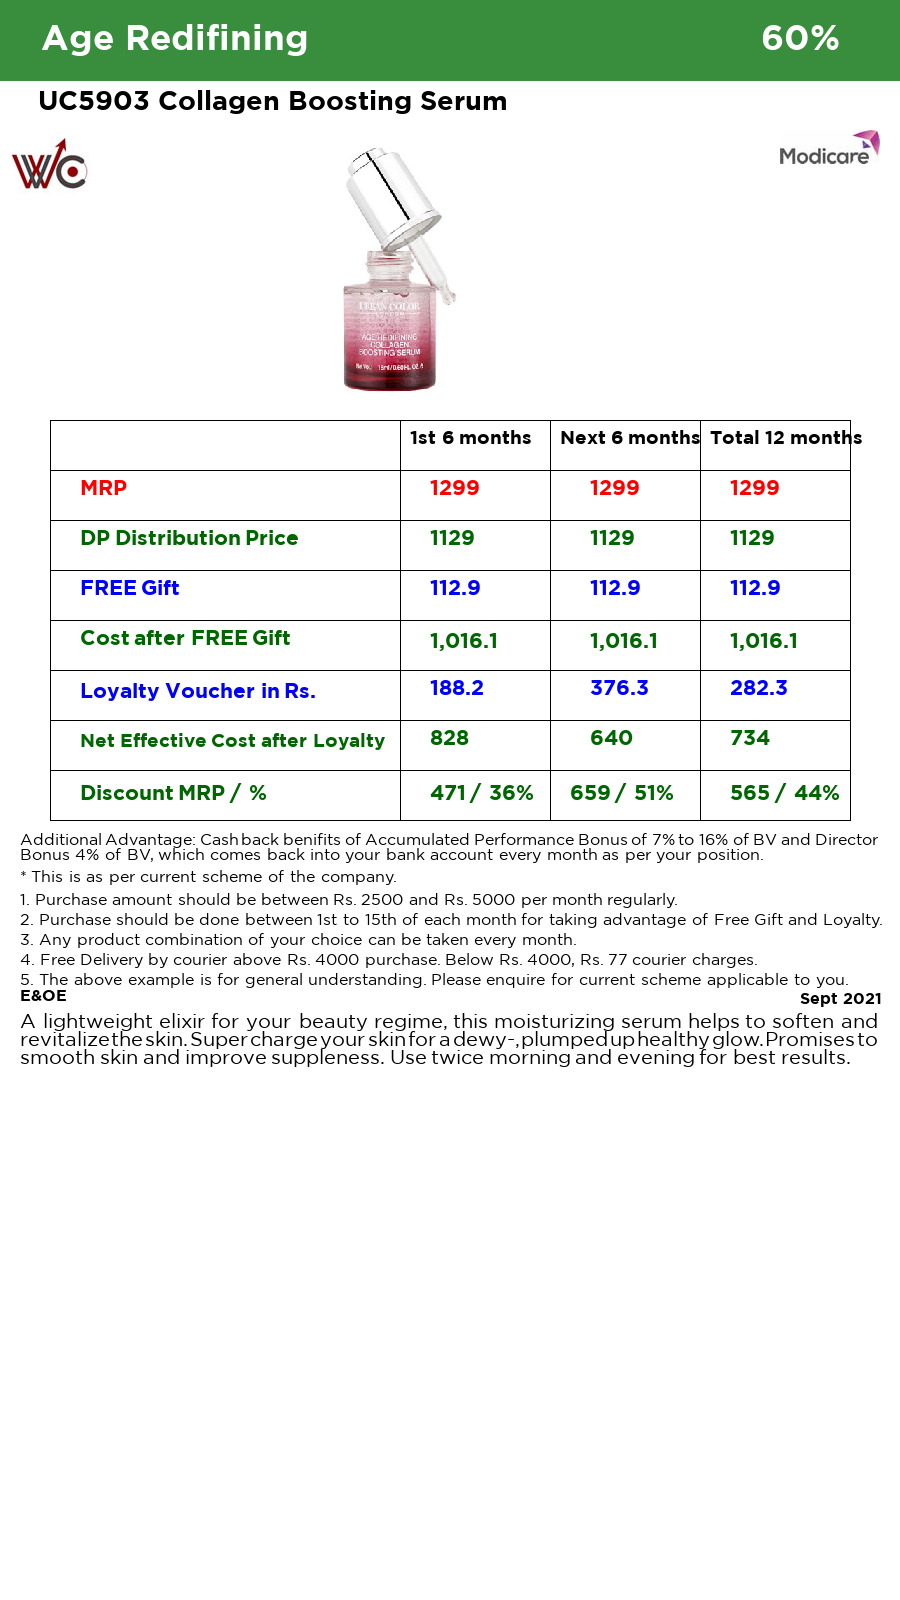 Age Redifining 60%
UC5903 Collagen Boosting Serum
WC
Modicare
URBAN COLOR
AGE REDIFINING
COLLAGEN
BOOSTING SERUM
1st 6 months Next 6 months Total 12 months
MRP 1299 1299 1299
DP Distribution Price 1129 1129 1129
FREE Gift 112.9 112.9 112.9
Cost after FREE Gift 1,016.1 1,016.1 1,016.1
Loyalty Voucher in Rs. 188.2 376.3 282.3
Net Effective Cost after Loyalty 828 640 734
Discount MRP / % 471 / 36% 659 / 51% 565 / 44%
Additional Advantage: Cash back benifits of Accumulated Performance Bonus of 7% to 16% of BV and Director
Bonus 4% of BV, which comes back into your bank account every month as per your position.
* This is as per current scheme of the company.
1. Purchase amount should be between Rs. 2500 and Rs. 5000 per month regularly.
2. Purchase should be done between 1st to 15th of each month for taking advantage of Free Gift and Loyalty.
3. Any product combination of your choice can be taken every month.
4. Free Delivery by courier above Rs. 4000 purchase. Below Rs. 4000, Rs. 77 courier charges.
5. The above example is for general understanding. Please enquire for current scheme applicable to you.
E&OE
Sept 2021
A lightweight elixir for your beauty regime, this moisturizing serum helps to soften and
revitalize the skin. Super charge your skin for a dewy-, plumped up healthy glow. Promises to
smooth skin and improve suppleness. Use twice morning and evening for best results.